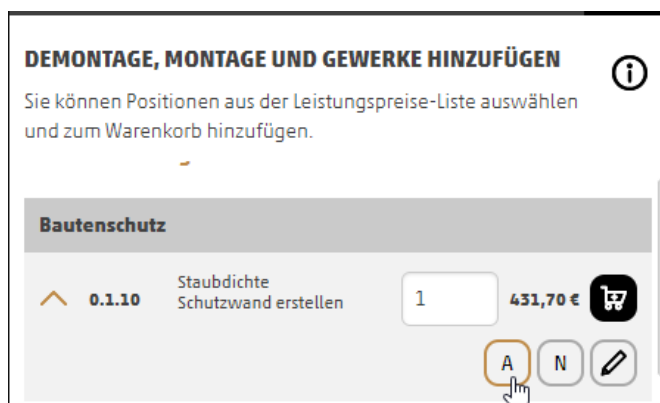 DEMONTAGE, MONTAGE UND GEWERKE HINZUFÜGEN
Sie können Positionen aus der Leistungspreise-Liste auswählen
und zum Warenkorb hinzufügen.
Bautenschutz
0.1.10 Staubdichte Schutzwand erstellen 1 431,70 €
A N